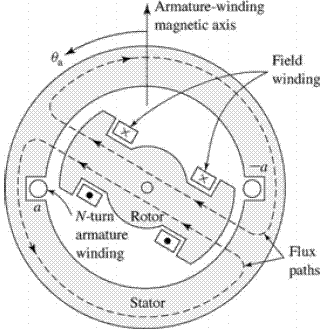 Armature-winding
magnetic axis
θa
Field
winding
−a
a
N-turn
armature
winding
Rotor
Flux
paths
Stator